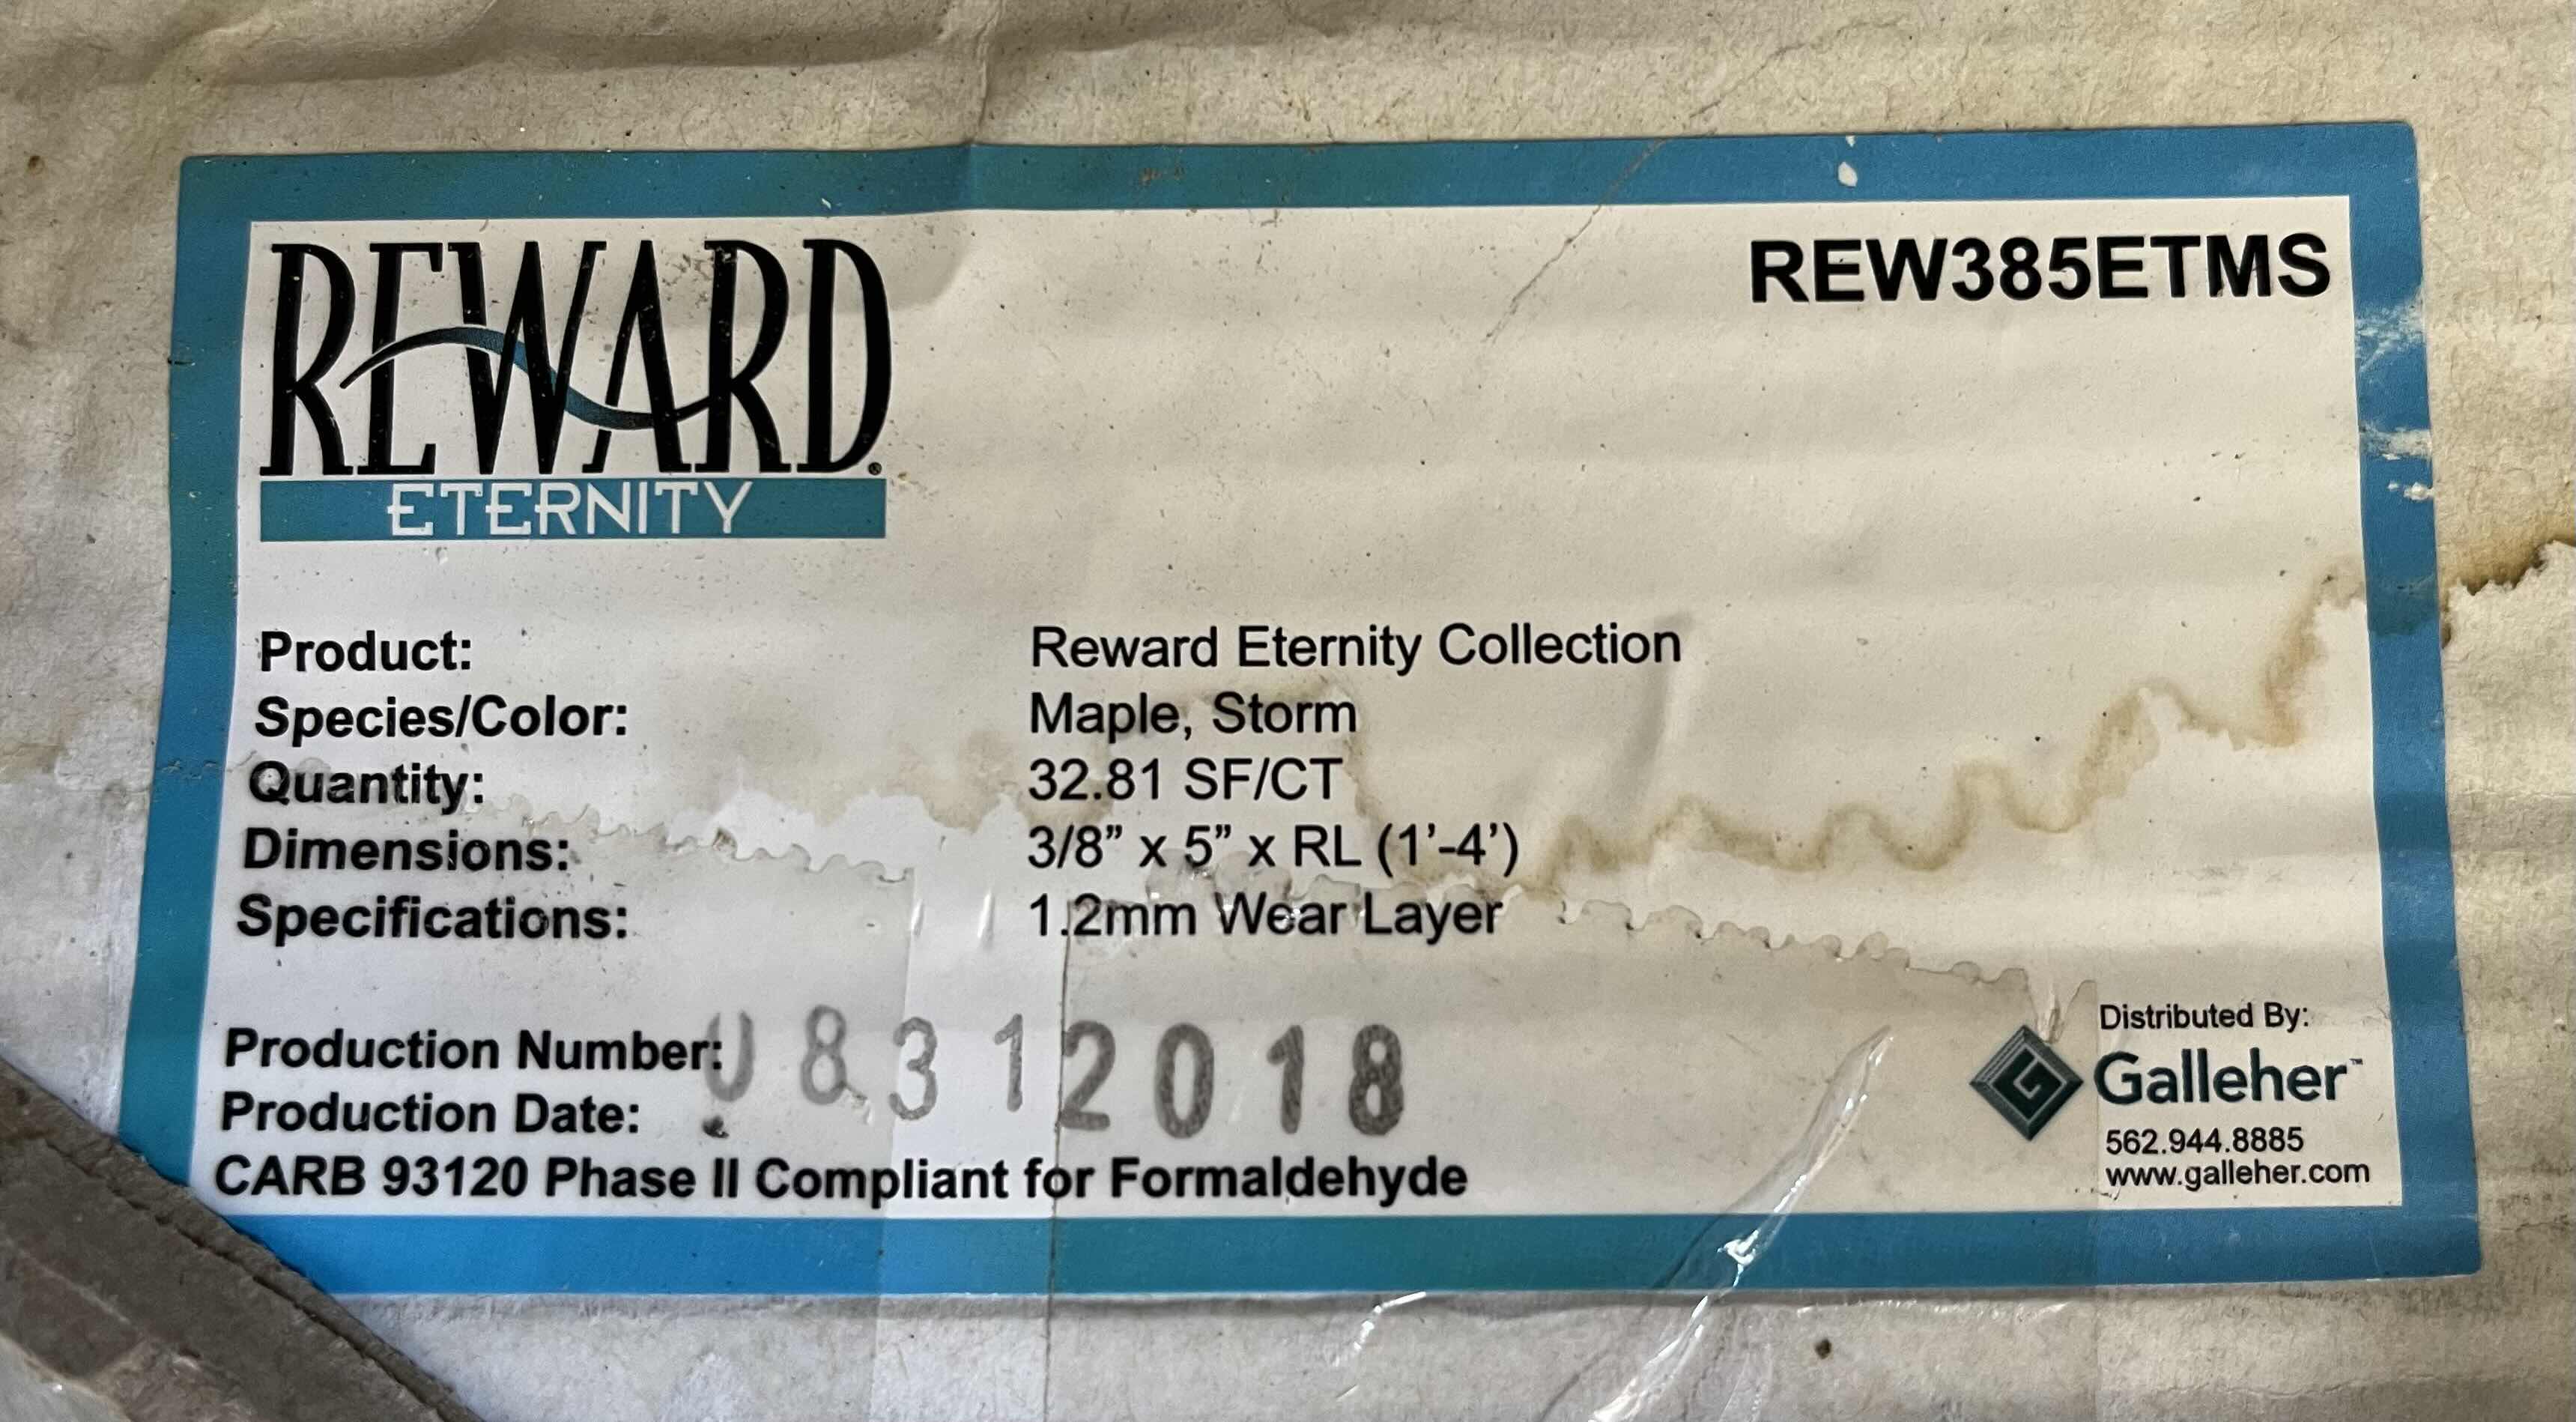 REWARD®
ETERNITY
REW385ETMS
Product: Reward Eternity Collection
Species/Color: Maple, Storm
Quantity: 32.81 SF/CT
Dimensions: 3/8” x 5” x RL (1’-4’)
Specifications: 1.2mm Wear Layer
Production Number: 08312018
Production Date:
CARB 93120 Phase II Compliant for Formaldehyde
Distributed By:
G Galleher™
562.944.8885
www.galleher.com